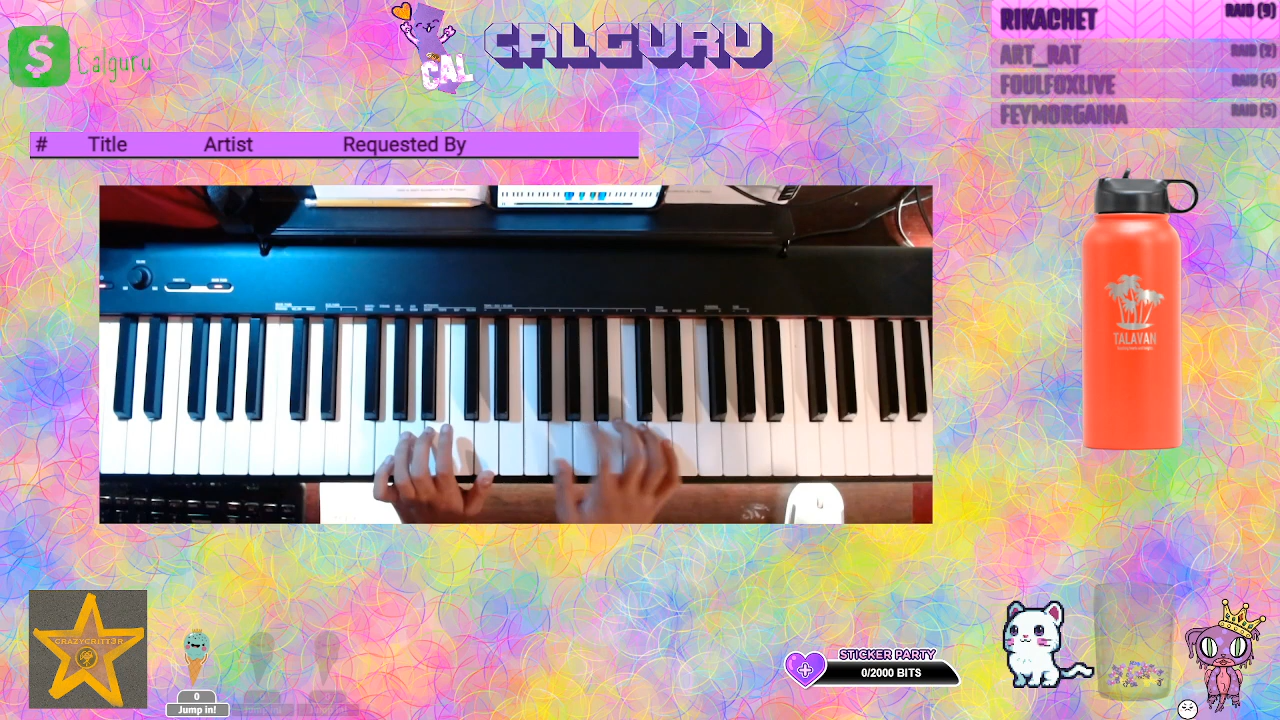 Calguru
CAL
CALGURU
RIKACHET RAID (9)
ART_RAT RAID (2)
FOULFOXLIVE RAID (4)
FEYMORGAINA RAID (5)
# Title Artist Requested By
TALAVAN
CRAZYCRITT3R
0
Jump in!
STICKER PARTY
0/2000 BITS